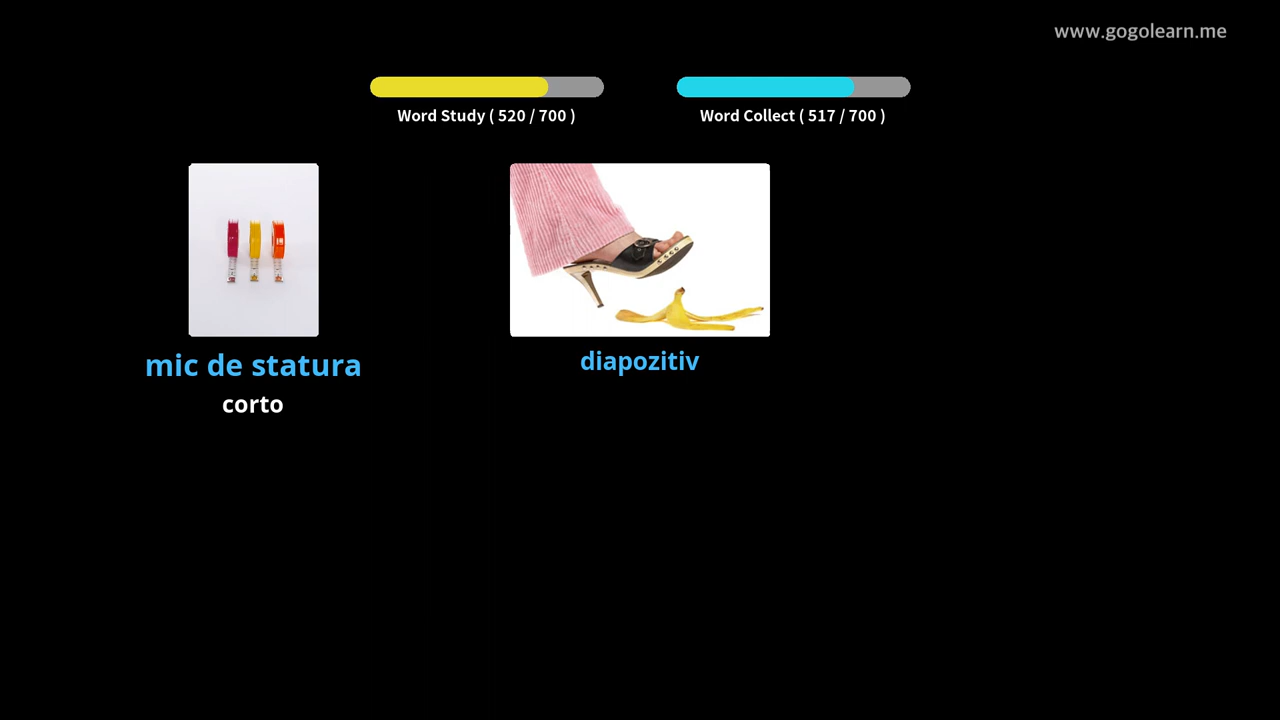 www.gogolearn.me
Word Study ( 520 / 700 )
Word Collect ( 517 / 700 )
mic de statura
corto
diapozitiv